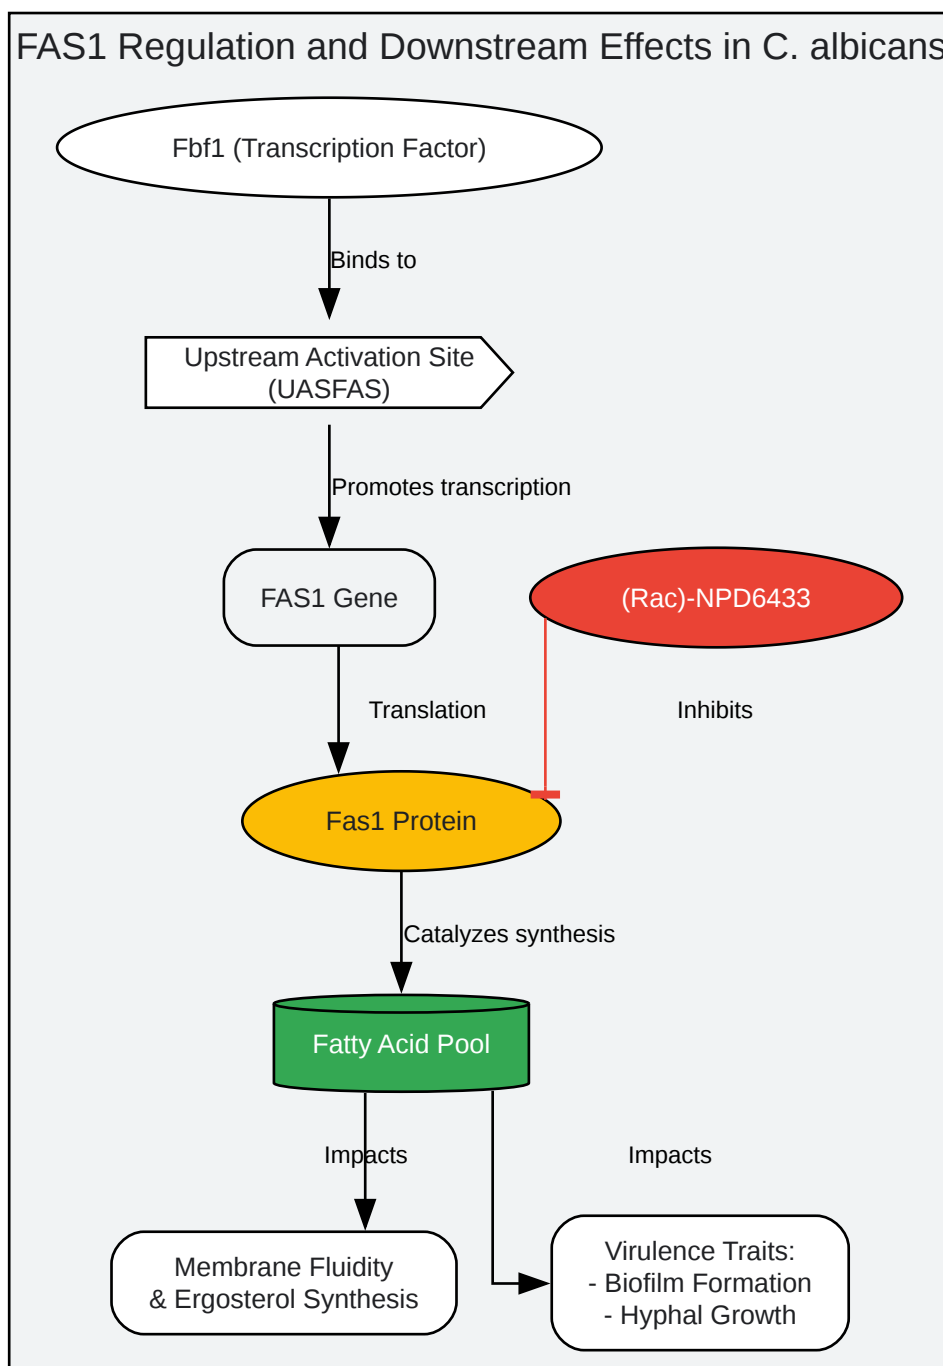 FAS1 Regulation and Downstream Effects in C. albicans
Fbf1 (Transcription Factor)
Binds to
Upstream Activation Site
(UASFAS)
Promotes transcription
FAS1 Gene
(Rac)-NPD6433
Translation
Inhibits
Fas1 Protein
Catalyzes synthesis
Fatty Acid Pool
Impacts
Impacts
Membrane Fluidity
& Ergosterol Synthesis
Virulence Traits:
- Biofilm Formation
- Hyphal Growth